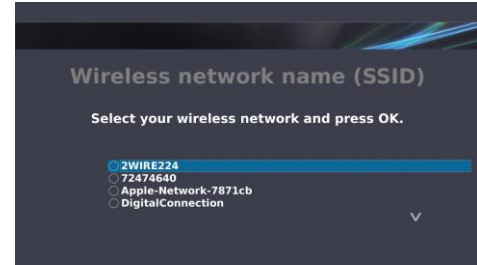 Wireless network name (SSID)
Select your wireless network and press OK.
2WIRE224
72474640
Apple-Network-7871cb
DigitalConnection